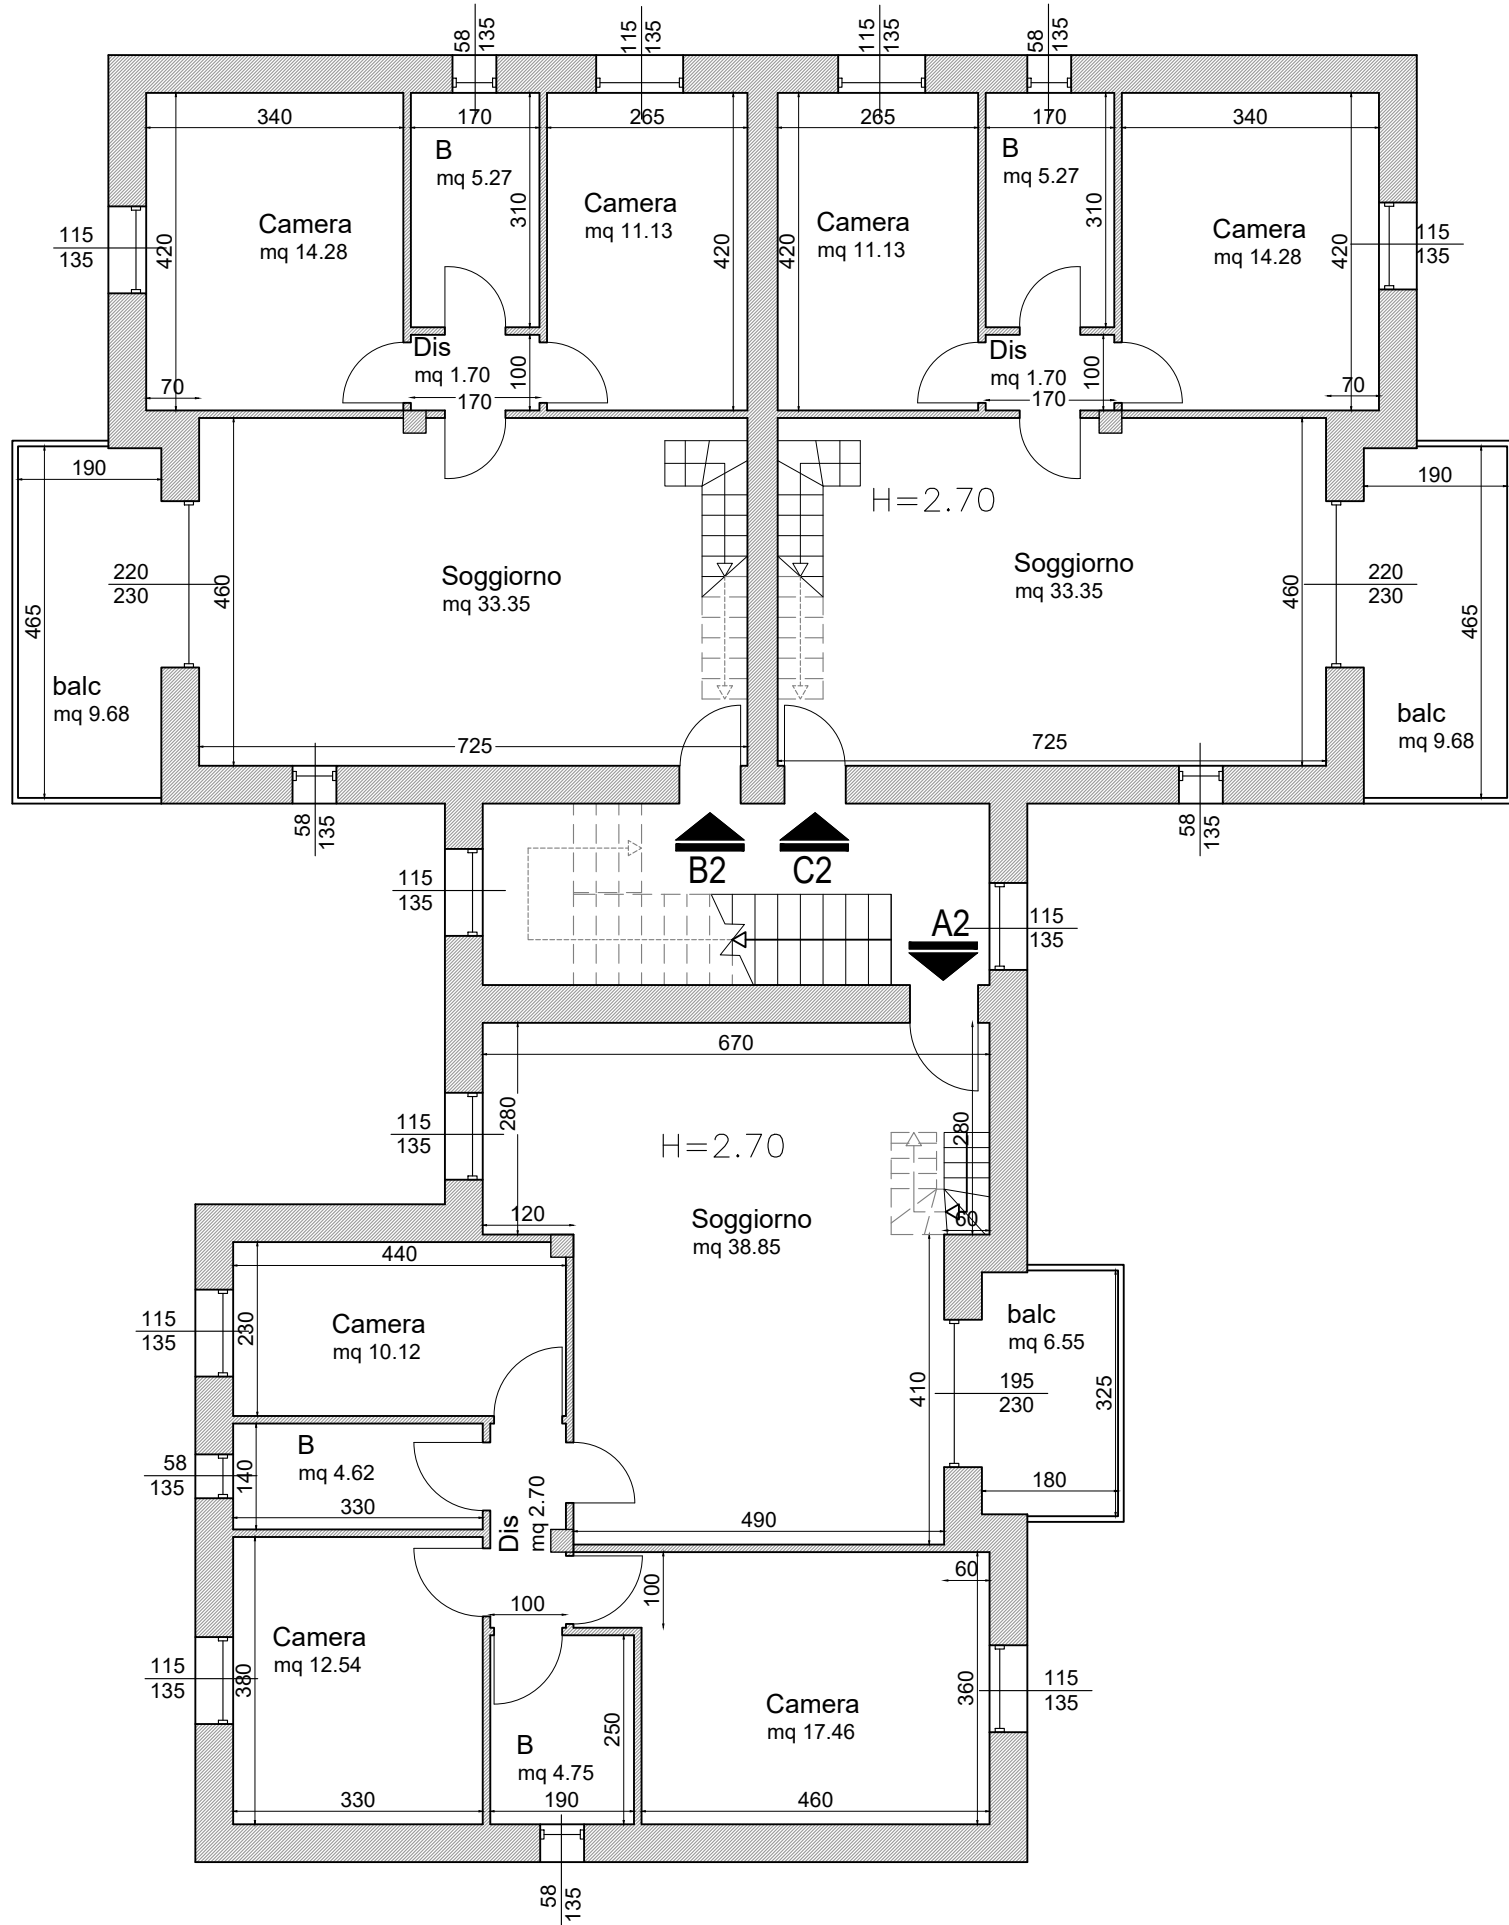 58
135
115
135
115
135
58
135
340
170
265
265
170
340
B
mq 5.27
B
mq 5.27
310
310
Camera
mq 14.28
Camera
mq 11.13
Camera
mq 11.13
Camera
mq 14.28
115
135
420
420
420
420
115
135
Dis
mq 1.70
100
170
Dis
mq 1.70
100
170
70
70
190
190
H=2.70
220
230
460
Soggiorno
mq 33.35
Soggiorno
mq 33.35
460
220
230
465
465
balc
mq 9.68
balc
mq 9.68
725
725
58
135
58
135
B2
C2
115
135
A2
115
135
670
280
280
115
135
H=2.70
120
60
Soggiorno
mq 38.85
440
230
115
135
Camera
mq 10.12
balc
mq 6.55
195
230
325
410
180
58
135
140
B
mq 4.62
330
Dis
mq 2.70
490
100
60
100
Camera
mq 12.54
115
135
380
360
115
135
Camera
mq 17.46
250
B
mq 4.75
330
190
460
58
135